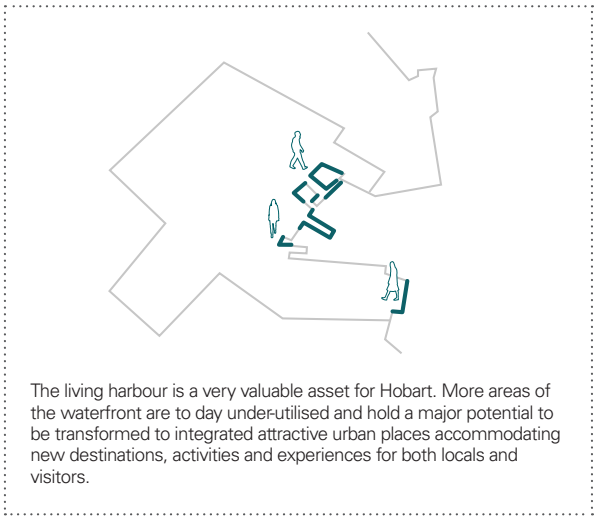 The living harbour is a very valuable asset for Hobart. More areas of
the waterfront are to day under-utilised and hold a major potential to
be transformed to integrated attractive urban places accommodating
new destinations, activities and experiences for both locals and
visitors.